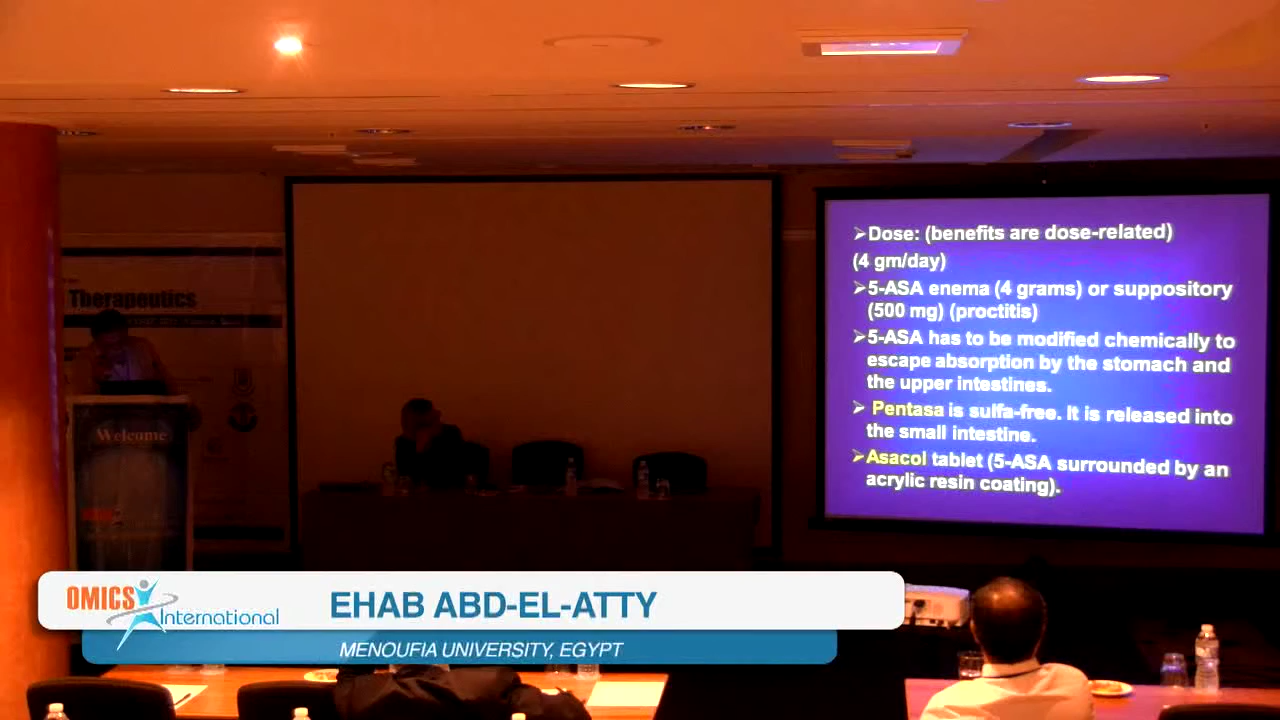 Therapeutics
Welcome
➢Dose: (benefits are dose-related)
(4 gm/day)
➢5-ASA enema (4 grams) or suppository
(500 mg) (proctitis)
➢5-ASA has to be modified chemically to
escape absorption by the stomach and
the upper intestines.
➢ Pentasa is sulfa-free. It is released into
the small intestine.
➢Asacol tablet (5-ASA surrounded by an
acrylic resin coating).
OMICS
International
EHAB ABD-EL-ATTY
MENOUFIA UNIVERSITY, EGYPT